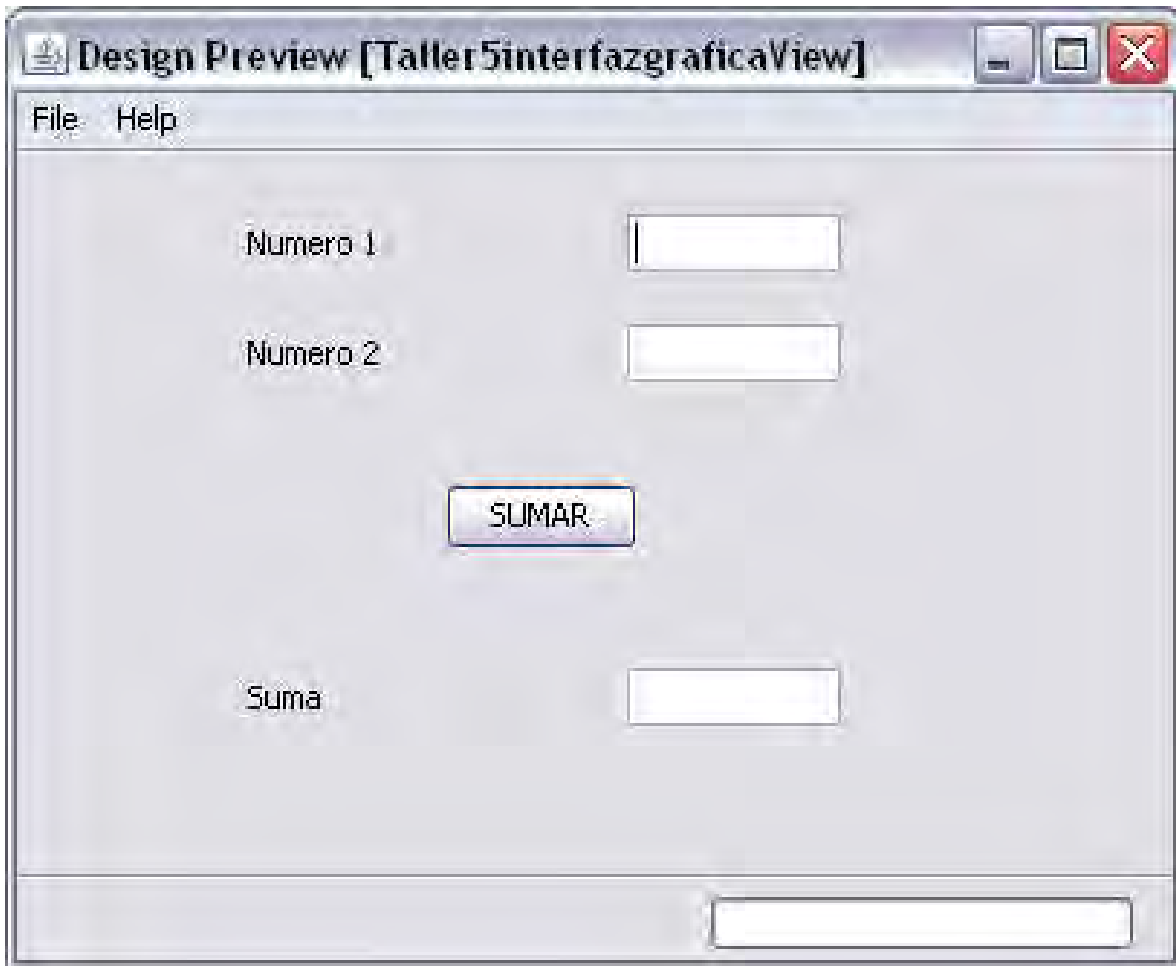 Design Preview [Taller5interfazgraficaView]
File Help
Numero 1
Numero 2
SUMAR
Suma